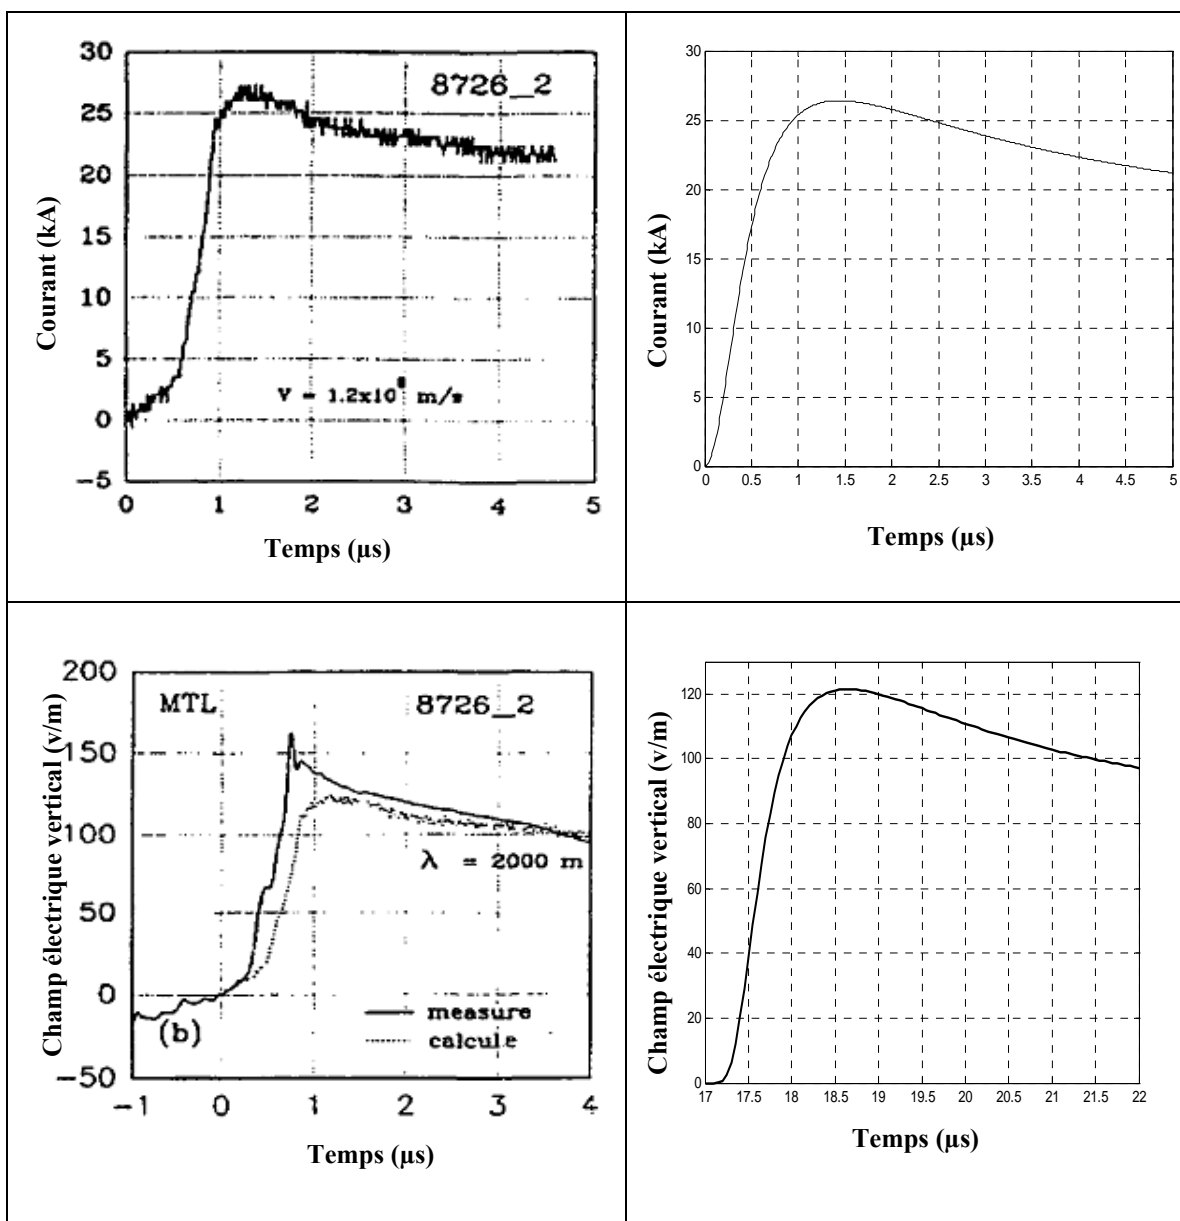 30
25
20
15
10
5
0
-5
8726_2
V = 1.2x10^8 m/s
0 1 2 3 4 5
Courant (kA)
Temps (µs)
30
25
20
15
10
5
0
0 0.5 1 1.5 2 2.5 3 3.5 4 4.5 5
Courant (kA)
Temps (µs)
200
150
100
50
0
-50
MTL 8726_2
λ = 2000 m
(b)
measure
calcule
-1 0 1 2 3 4
Champ électrique vertical (v/m)
Temps (µs)
120
100
80
60
40
20
0
17 17.5 18 18.5 19 19.5 20 20.5 21 21.5 22
Champ électrique vertical (v/m)
Temps (µs)